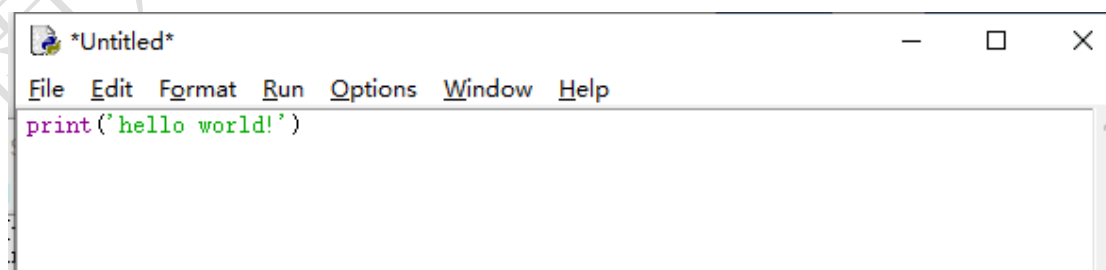 *Untitled*
File Edit Format Run Options Window Help
print('hello world!')